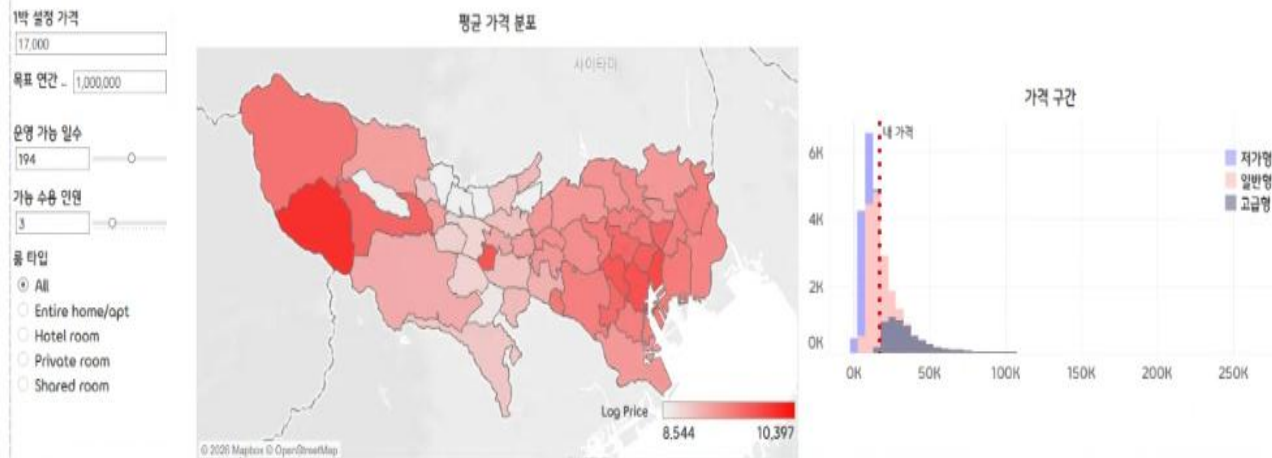 1박 설정 가격
17,000
목표 연간 _ 1,000,000
운영 가능 일수
194
가능 수용 인원
3
룸 타입
All
Entire home/apt
Hotel room
Private room
Shared room
평균 가격 분포
사이타마
Log Price
8,544 10,397
© 2026 Mapbox © OpenStreetMap
가격 구간
내 가격
6K
4K
2K
0K
0K 50K 100K 150K 200K 250K
저가형
일반형
고급형